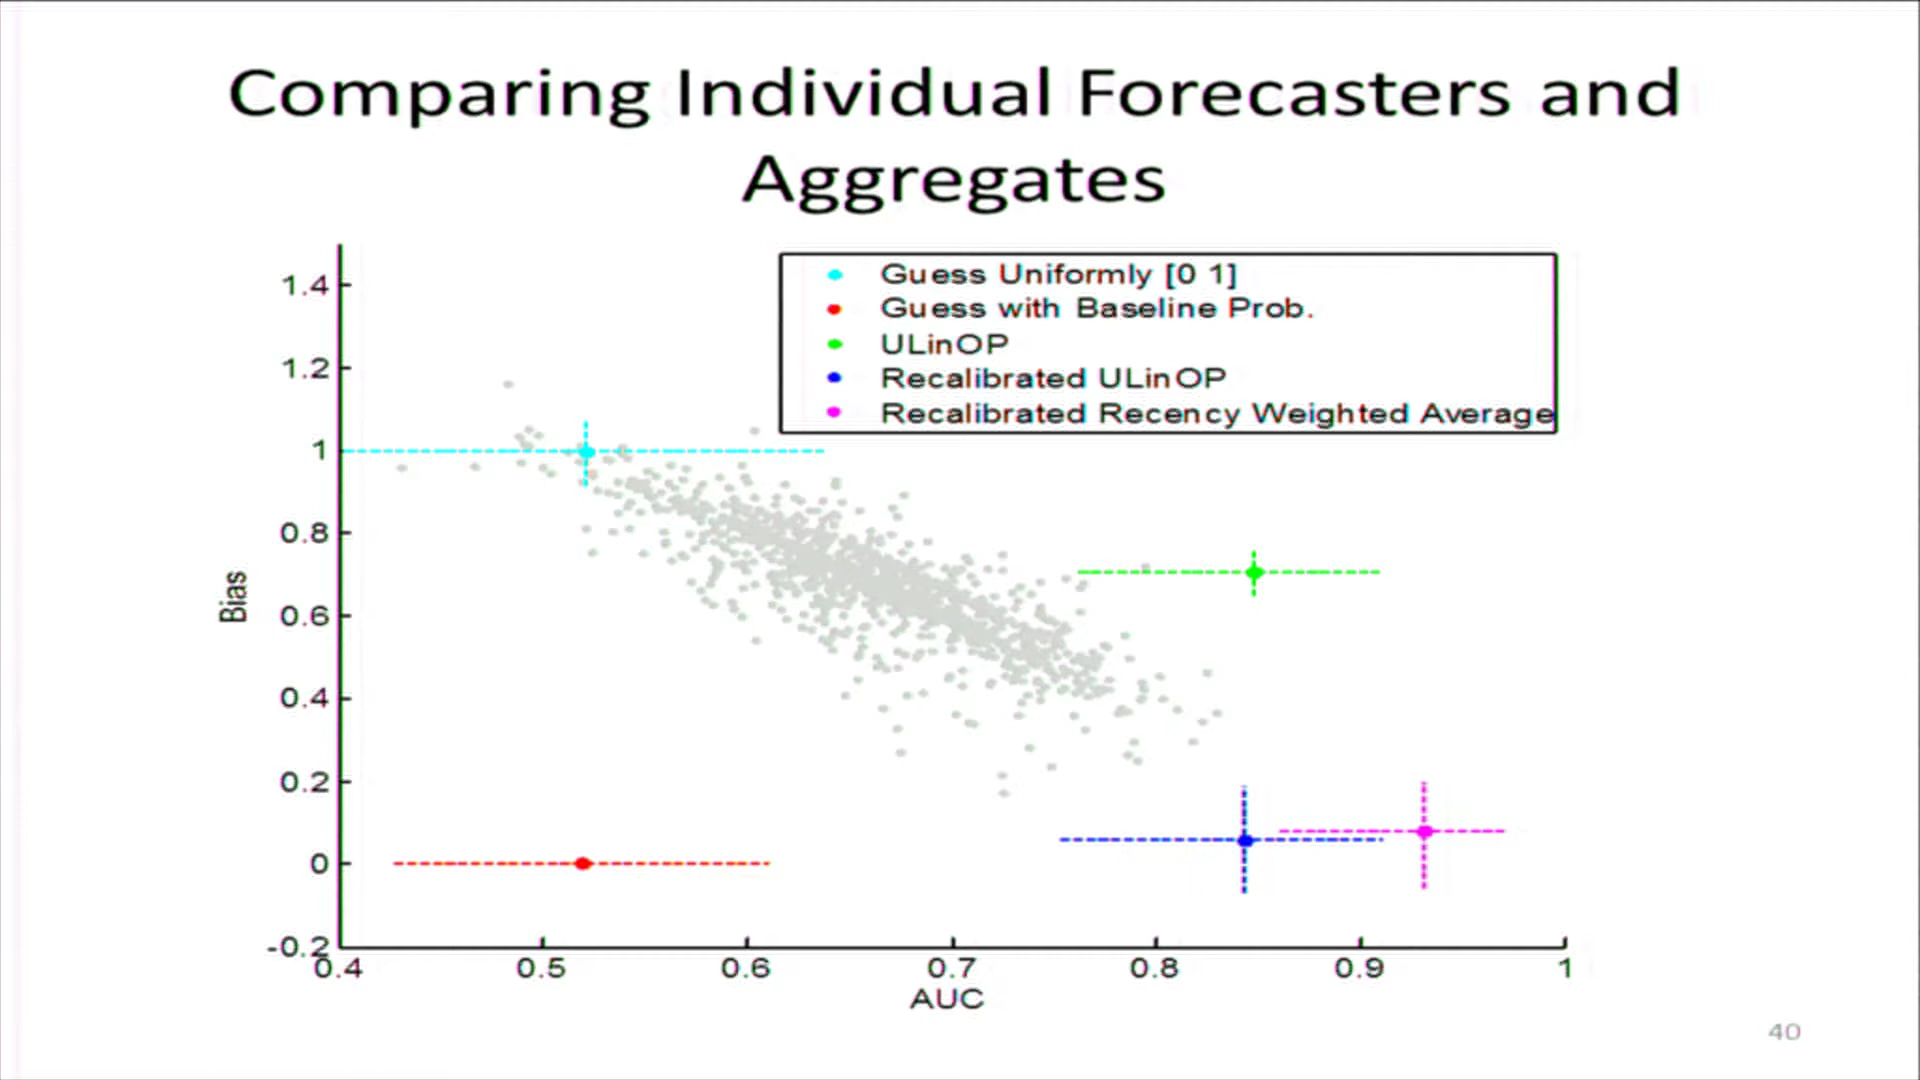 Comparing Individual Forecasters and
Aggregates
Guess Uniformly [0 1]
Guess with Baseline Prob.
ULinOP
Recalibrated ULinOP
Recalibrated Recency Weighted Average
1.4
1.2
1
0.8
0.6
0.4
0.2
0
-0.2
Bias
0.4 0.5 0.6 0.7 0.8 0.9 1
AUC
40